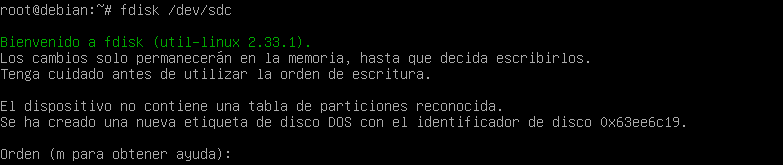 root@debian:~# fdisk /dev/sdc
Bienvenido a fdisk (util-linux 2.33.1).
Los cambios solo permanecerán en la memoria, hasta que decida escribirlos.
Tenga cuidado antes de utilizar la orden de escritura.
El dispositivo no contiene una tabla de particiones reconocida.
Se ha creado una nueva etiqueta de disco DOS con el identificador de disco 0x63ee6c19.
Orden (m para obtener ayuda):